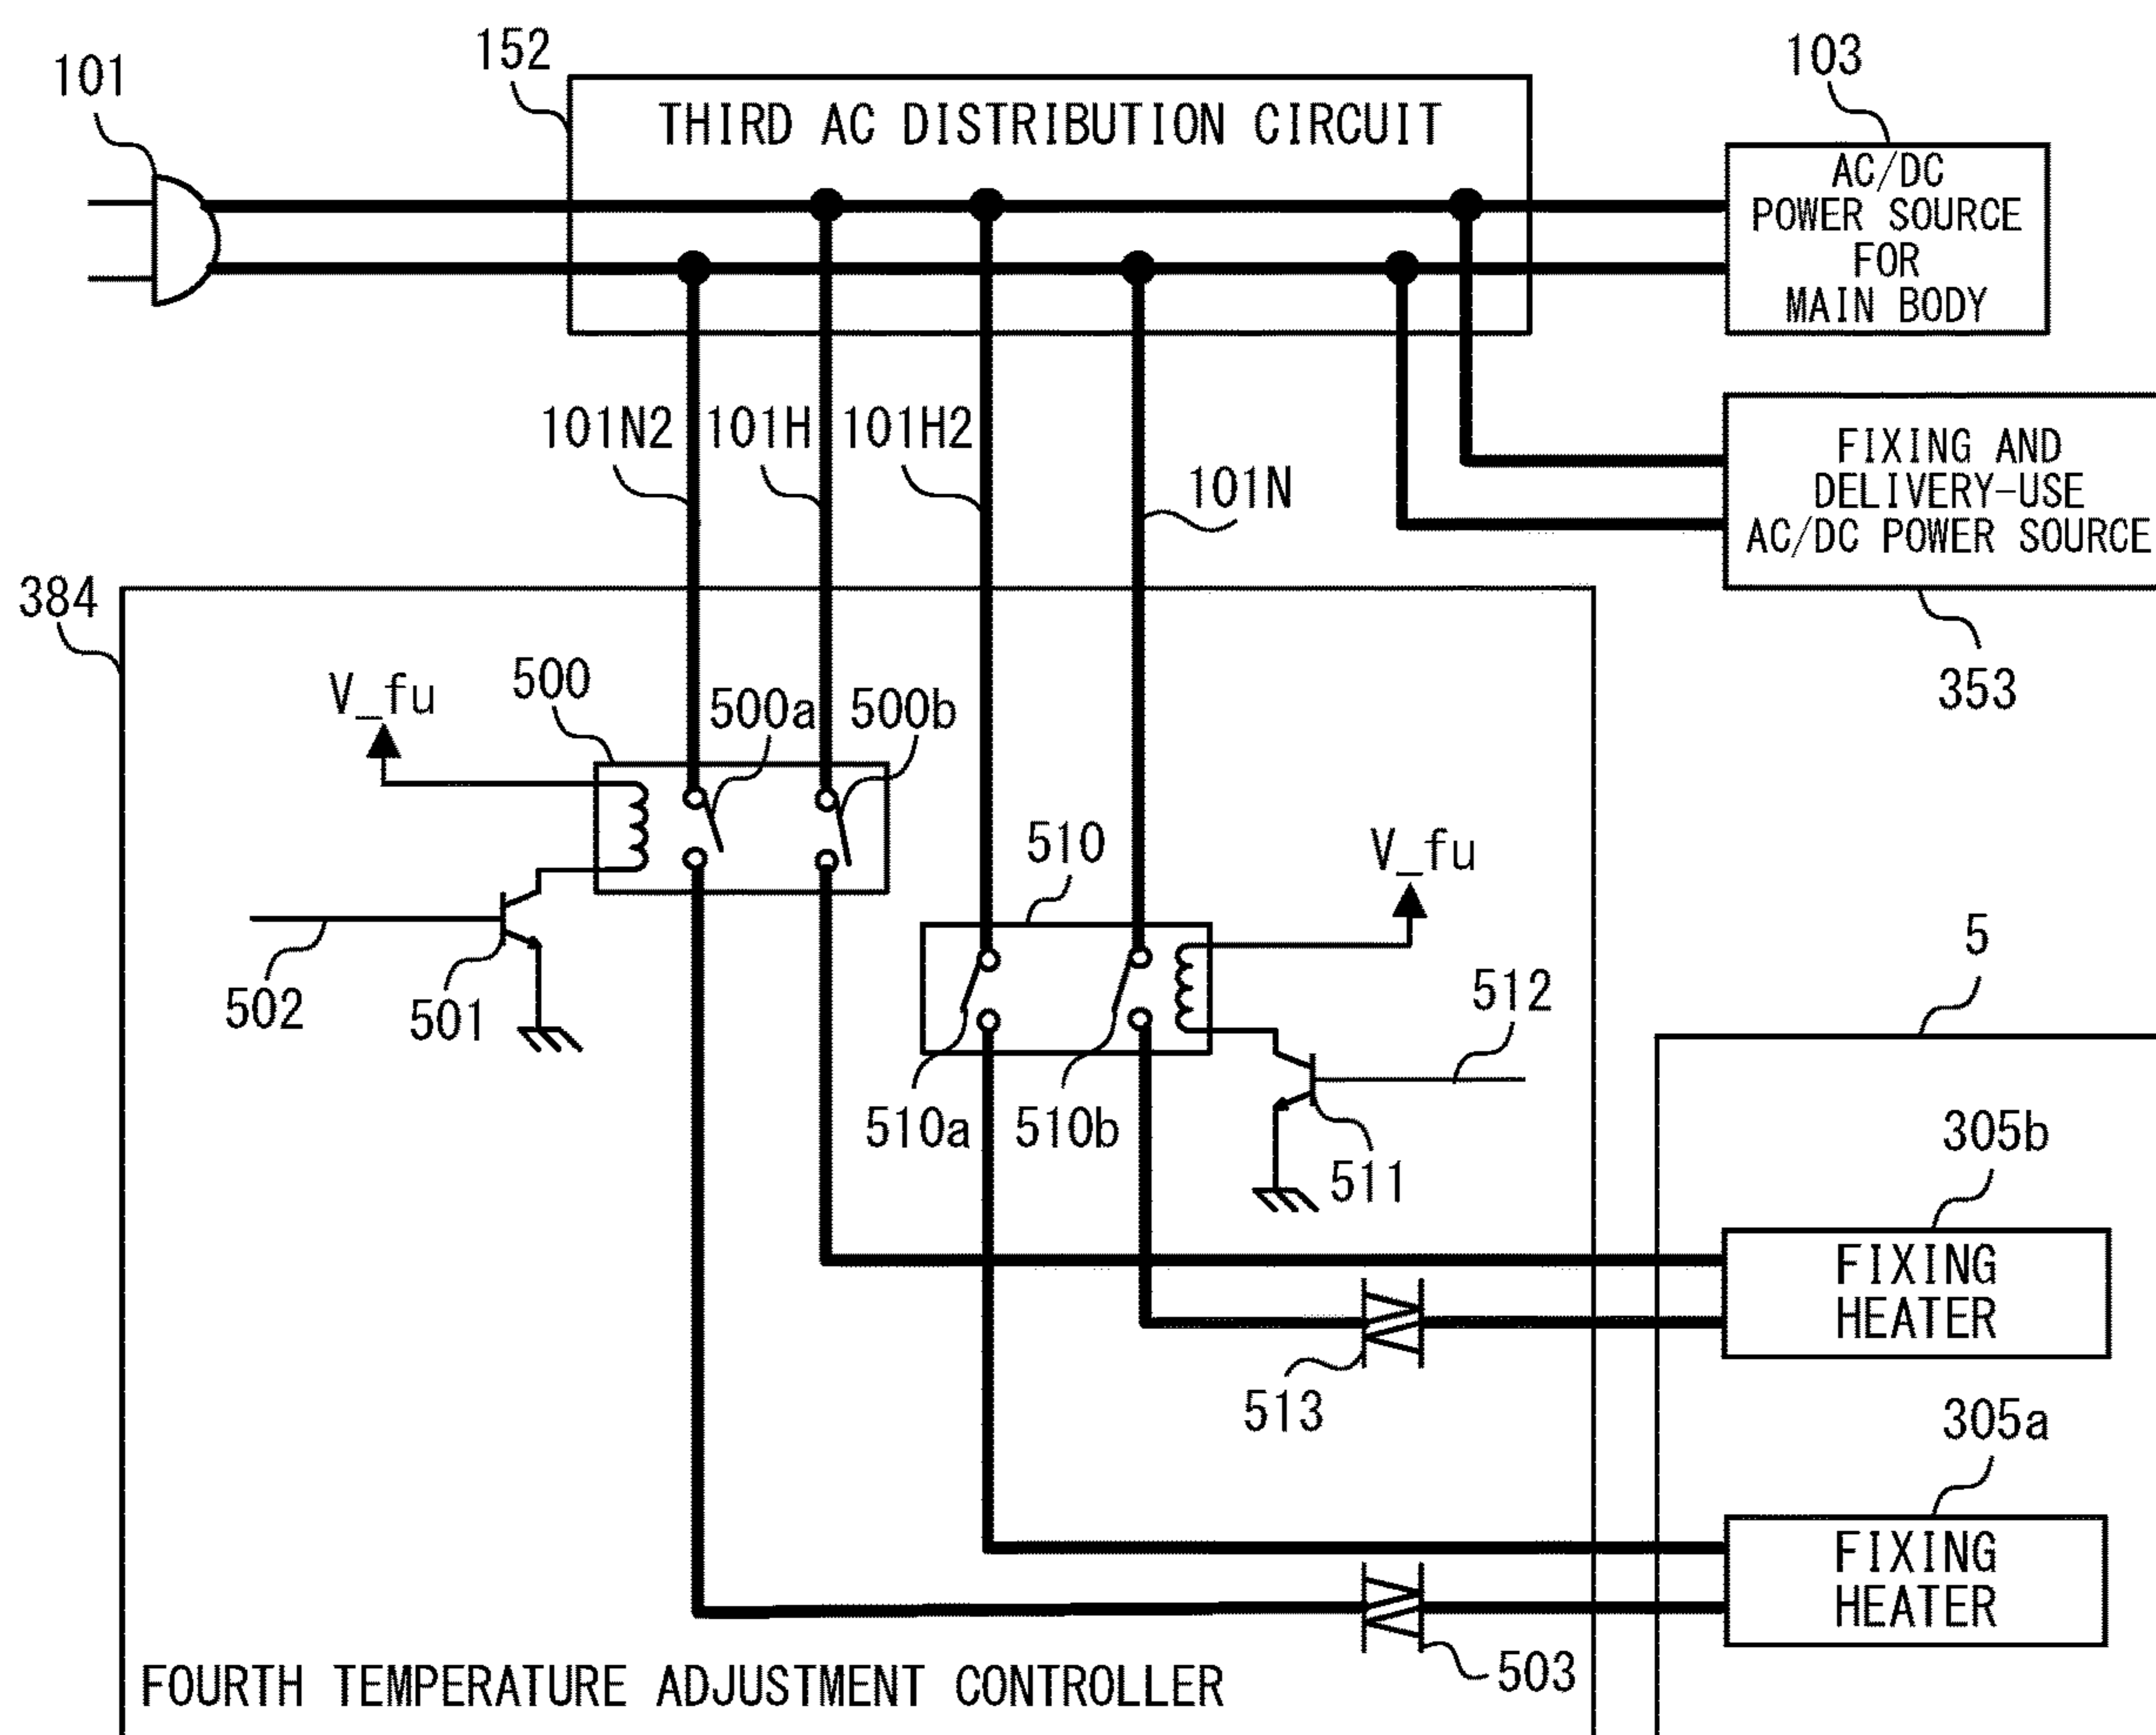 101
152
THIRD AC DISTRIBUTION CIRCUIT
103
AC/DC
POWER SOURCE
FOR
MAIN BODY
101N2
101H
101H2
101N
FIXING AND
DELIVERY-USE
AC/DC POWER SOURCE
353
384
V_fu
500
500a
500b
510
V_fu
502
501
512
5
510a
510b
511
305b
FIXING
HEATER
513
305a
FIXING
HEATER
503
FOURTH TEMPERATURE ADJUSTMENT CONTROLLER